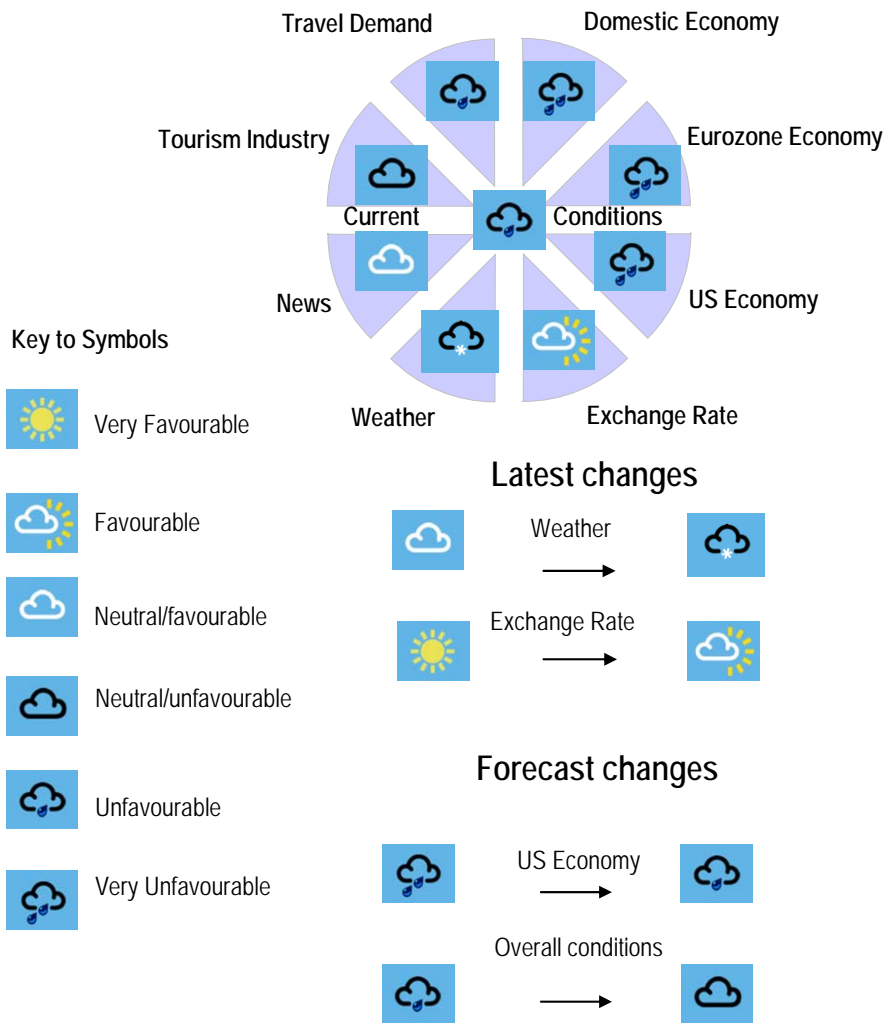 Travel Demand
Domestic Economy
Tourism Industry
Eurozone Economy
Current
Conditions
News
US Economy
Weather
Exchange Rate
Key to Symbols
Very Favourable
Favourable
Neutral/favourable
Neutral/unfavourable
Unfavourable
Very Unfavourable
Latest changes
Weather
Exchange Rate
Forecast changes
US Economy
Overall conditions